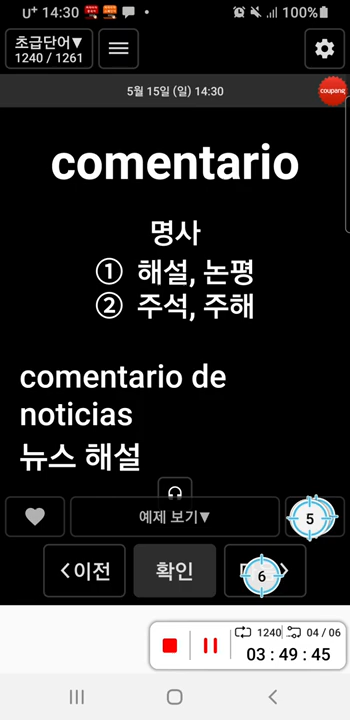 U+ 14:30 100%
초급단어▼
1240 / 1261
5월 15일 (일) 14:30
coupang
comentario
명사
① 해설, 논평
② 주석, 주해
comentario de
noticias
뉴스 해설
예제 보기▼
5
<이전
확인
6
1240
04 / 06
03 : 49 : 45